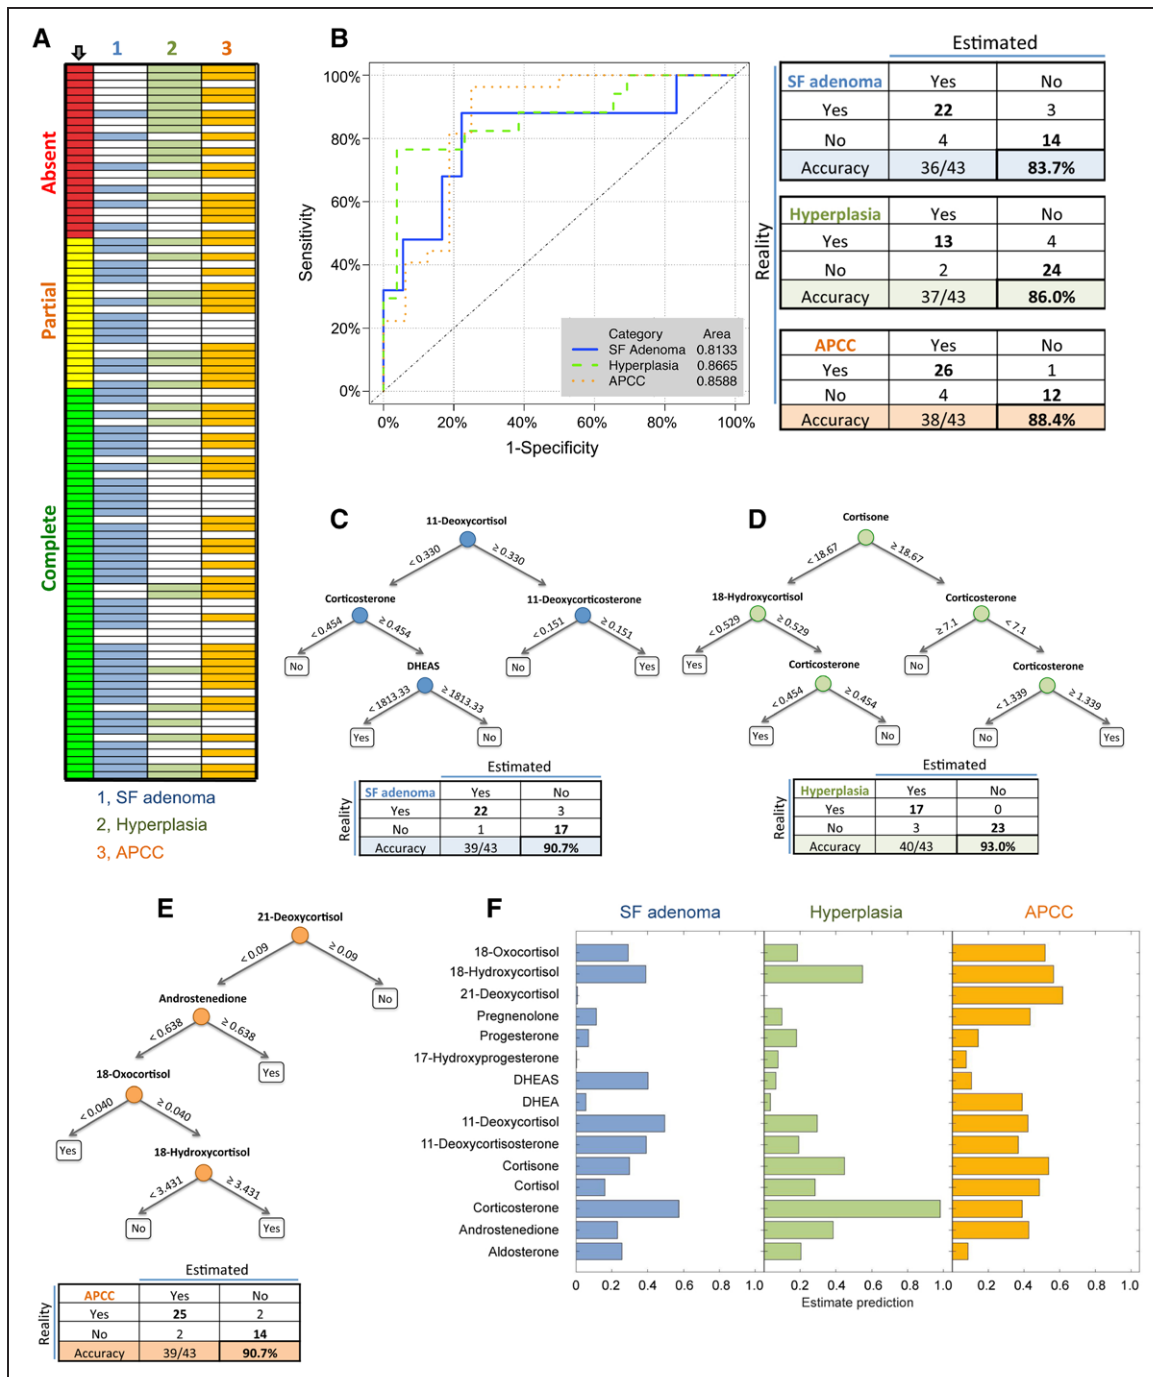 A
1 2 3
Absent
Partial
Complete
1, SF adenoma
2, Hyperplasia
3, APCC
B
Sensitivity
100%
80%
60%
40%
20%
0%
0% 20% 40% 60% 80% 100%
1-Specificity
Category Area
SF Adenoma 0.8133
Hyperplasia 0.8665
APCC 0.8588
Estimated
Reality
SF adenoma Yes No
Yes 22 3
No 4 14
Accuracy 36/43 83.7%
Hyperplasia Yes No
Yes 13 4
No 2 24
Accuracy 37/43 86.0%
APCC Yes No
Yes 26 1
No 4 12
Accuracy 38/43 88.4%
C
11-Deoxycortisol
< 0.330 ≥ 0.330
Corticosterone 11-Deoxycorticosterone
< 0.454 ≥ 0.454 < 0.151 ≥ 0.151
No DHEAS No Yes
< 1813.33 ≥ 1813.33
Yes No
Estimated
Reality
SF adenoma Yes No
Yes 22 3
No 1 17
Accuracy 39/43 90.7%
D
Cortisone
< 18.67 ≥ 18.67
18-Hydroxycortisol Corticosterone
< 0.529 ≥ 0.529 ≥ 7.1 < 7.1
Yes Corticosterone No Corticosterone
< 0.454 ≥ 0.454 < 1.339 ≥ 1.339
Yes No No Yes
Estimated
Reality
Hyperplasia Yes No
Yes 17 0
No 3 23
Accuracy 40/43 93.0%
E
21-Deoxycortisol
< 0.09 ≥ 0.09
Androstenedione No
< 0.638 ≥ 0.638
18-Oxocortisol Yes
< 0.040 ≥ 0.040
Yes 18-Hydroxycortisol
< 3.431 ≥ 3.431
No Yes
Estimated
Reality
APCC Yes No
Yes 25 2
No 2 14
Accuracy 39/43 90.7%
F
SF adenoma Hyperplasia APCC
18-Oxocortisol
18-Hydroxycortisol
21-Deoxycortisol
Pregnenolone
Progesterone
17-Hydroxyprogesterone
DHEAS
DHEA
11-Deoxycortisol
11-Deoxycortisosterone
Cortisone
Cortisol
Corticosterone
Androstenedione
Aldosterone
0 0.2 0.4 0.6 0.8 1.0 0.2 0.4 0.6 0.8 1.0 0.2 0.4 0.6 0.8 1.0
Estimate prediction